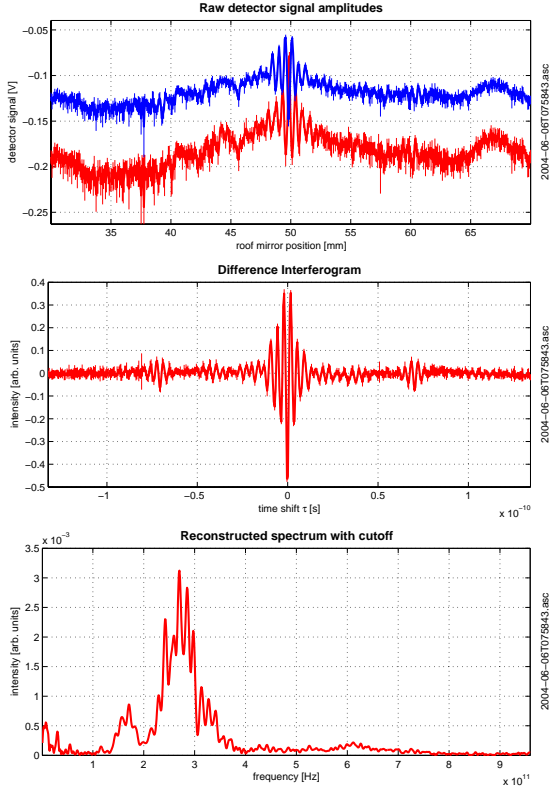 Raw detector signal amplitudes
−0.05
−0.1
−0.15
−0.2
−0.25
detector signal [V]
35 40 45 50 55 60 65
roof mirror position [mm]
2004−06−06T075843.asc
Difference Interferogram
0.4
0.3
0.2
0.1
0
−0.1
−0.2
−0.3
−0.4
−0.5
intensity [arb. units]
−1 −0.5 0 0.5 1
x 10−10
time shift τ [s]
2004−06−06T075843.asc
Reconstructed spectrum with cutoff
x 10−3
3.5
3
2.5
2
1.5
1
0.5
0
intensity [arb. units]
1 2 3 4 5 6 7 8 9
x 1011
frequency [Hz]
2004−06−06T075843.asc